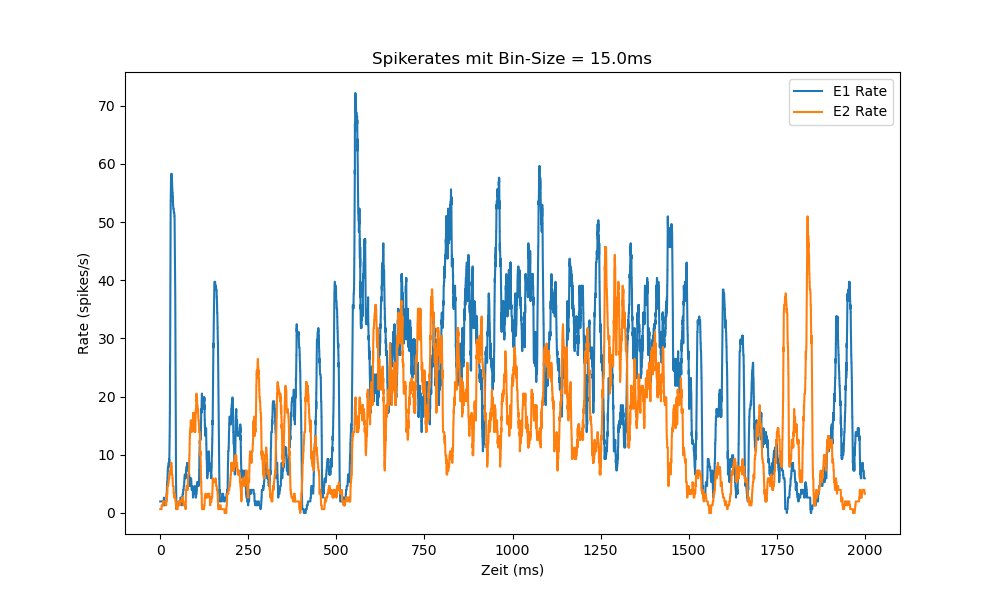 Spikerates mit Bin-Size = 15.0ms
E1 Rate
E2 Rate
Rate (spikes/s)
70
60
50
40
30
20
10
0
0 250 500 750 1000 1250 1500 1750 2000
Zeit (ms)